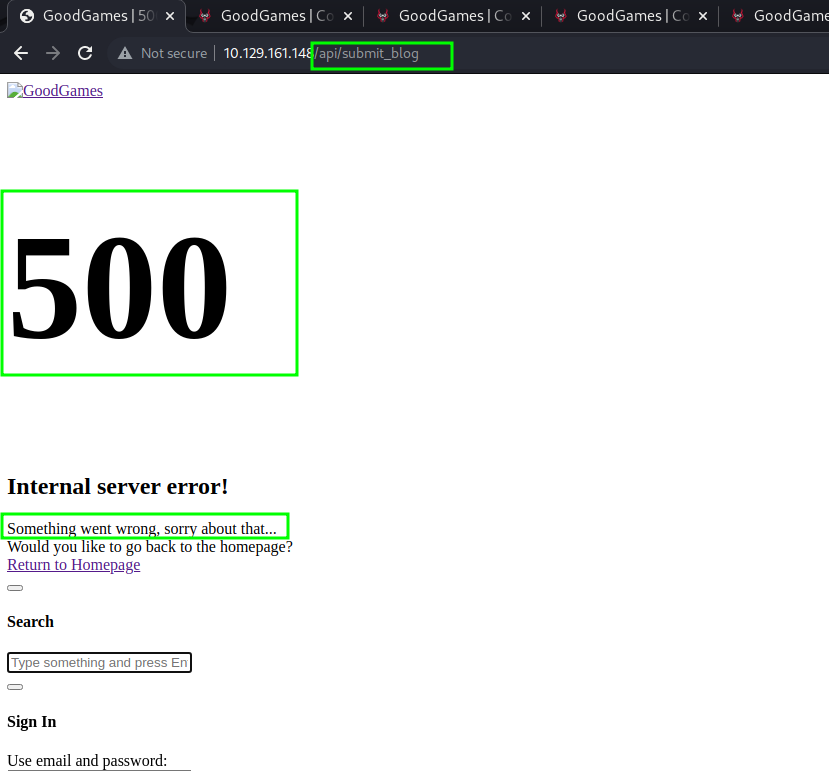 GoodGames | 50
GoodGames | Co
GoodGames | Co
GoodGames | Co
GoodGame
Not secure
10.129.161.148/api/submit_blog
GoodGames
500
Internal server error!
Something went wrong, sorry about that...
Would you like to go back to the homepage?
Return to Homepage
Search
Type something and press En
Sign In
Use email and password: